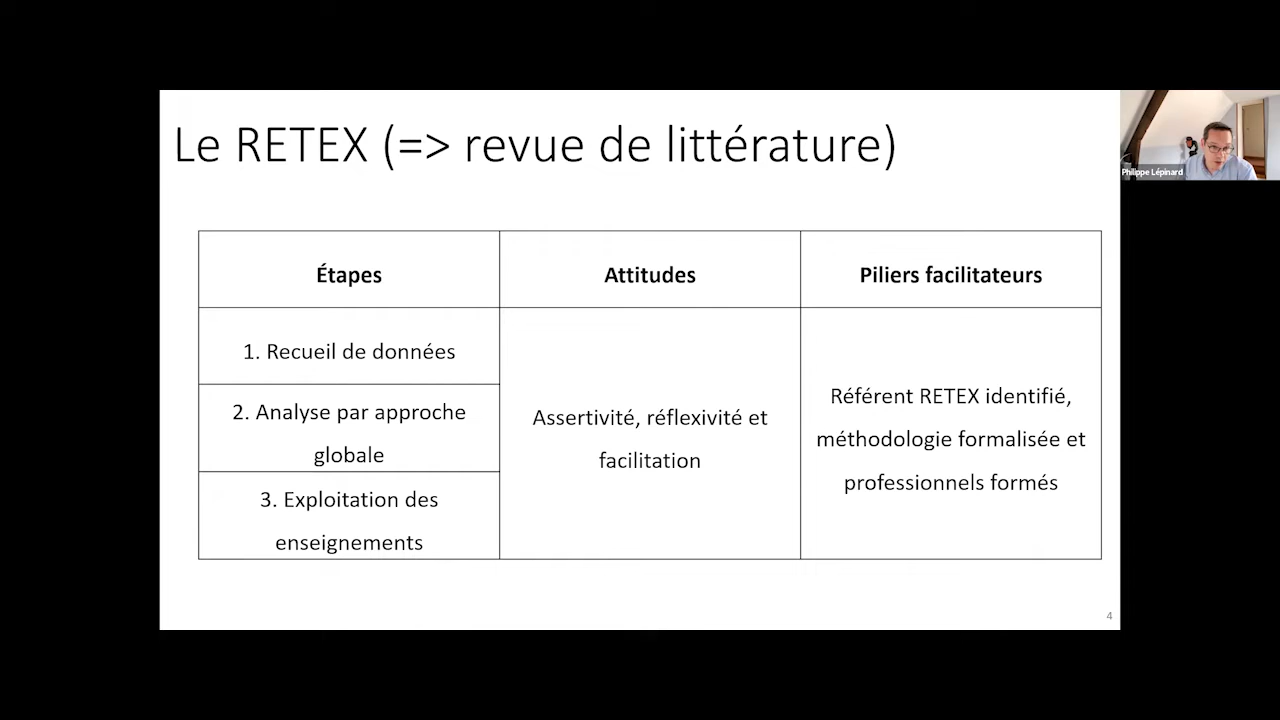 Le RETEX (=> revue de littérature)
Philippe Lépinard
Étapes
Attitudes
Piliers facilitateurs
1. Recueil de données
2. Analyse par approche
globale
3. Exploitation des
enseignements
Assertivité, réflexivité et
facilitation
Référent RETEX identifié,
méthodologie formalisée et
professionnels formés
4